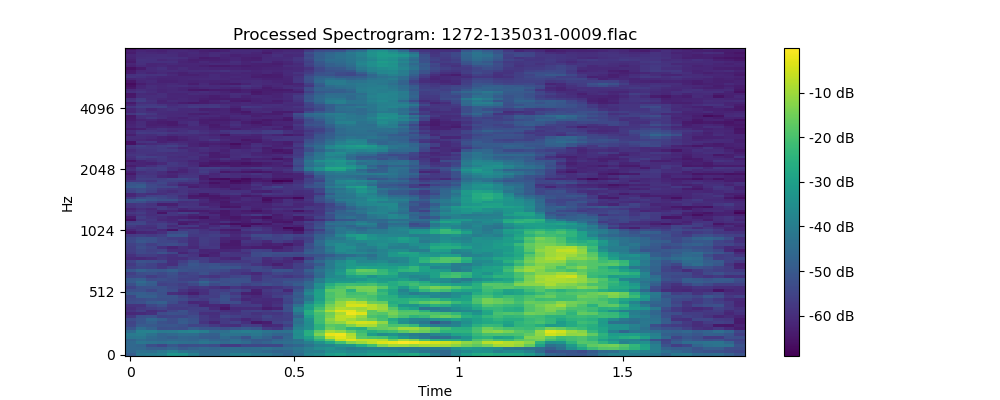 Processed Spectrogram: 1272-135031-0009.flac
4096
2048
1024
512
0
Hz
0 0.5 1 1.5
Time
-10 dB
-20 dB
-30 dB
-40 dB
-50 dB
-60 dB